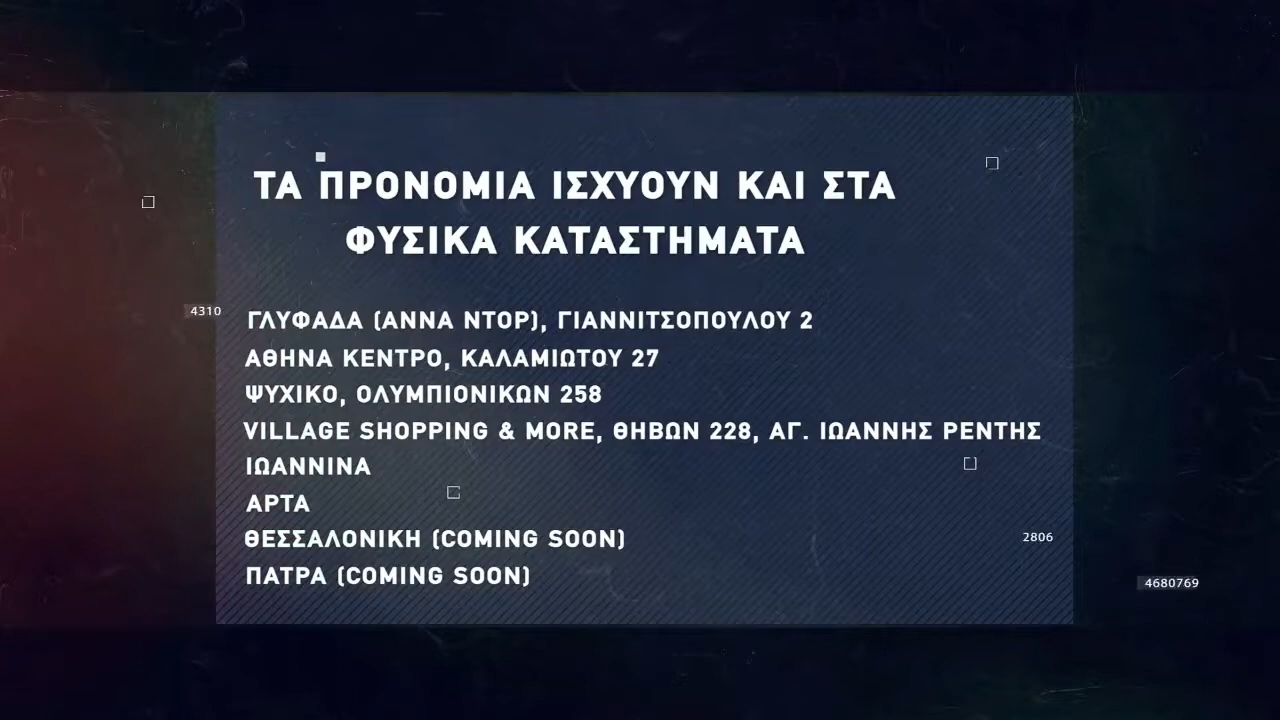 ΤΑ ΠΡΟΝΟΜΙΑ ΙΣΧΥΟΥΝ ΚΑΙ ΣΤΑ
ΦΥΣΙΚΑ ΚΑΤΑΣΤΗΜΑΤΑ
4310
ΓΛΥΦΑΔΑ (ΑΝΝΑ ΝΤΟΡ), ΓΙΑΝΝΙΤΣΟΠΟΥΛΟΥ 2
ΑΘΗΝΑ ΚΕΝΤΡΟ, ΚΑΛΑΜΙΩΤΟΥ 27
ΨΥΧΙΚΟ, ΟΛΥΜΠΙΟΝΙΚΩΝ 258
VILLAGE SHOPPING & MORE, ΘΗΒΩΝ 228, ΑΓ. ΙΩΑΝΝΗΣ ΡΕΝΤΗΣ
ΙΩΑΝΝΙΝΑ
ΑΡΤΑ
ΘΕΣΣΑΛΟΝΙΚΗ (COMING SOON)
2806
ΠΑΤΡΑ (COMING SOON)
4680769